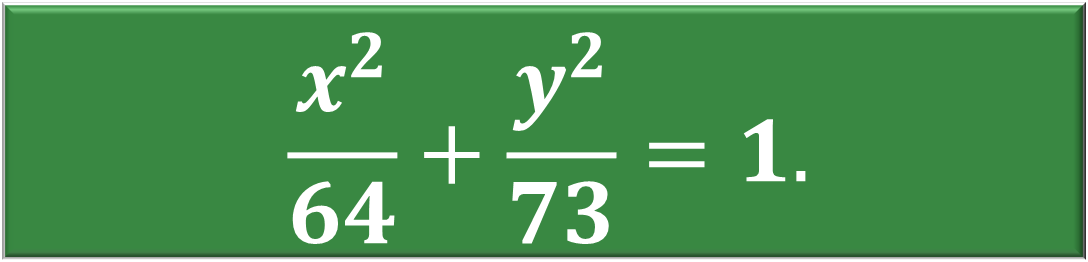 x²/64 + y²/73 = 1.